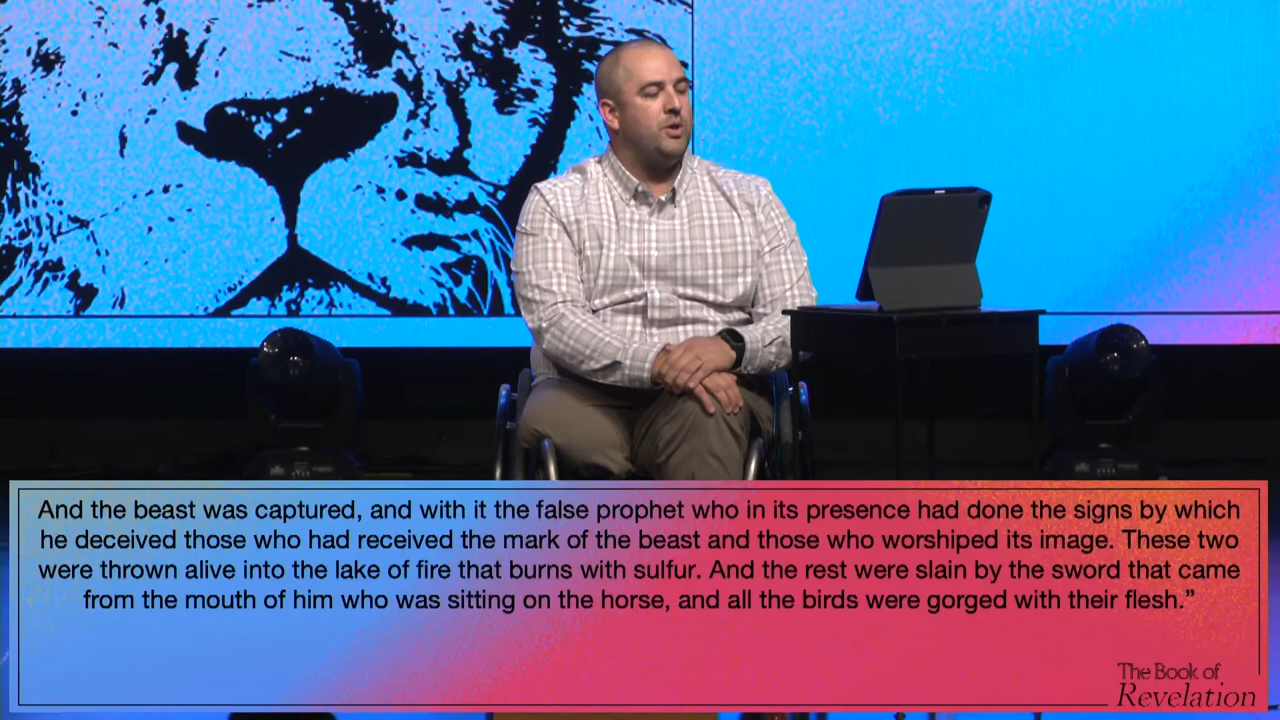 And the beast was captured, and with it the false prophet who in its presence had done the signs by which
he deceived those who had received the mark of the beast and those who worshiped its image. These two
were thrown alive into the lake of fire that burns with sulfur. And the rest were slain by the sword that came
from the mouth of him who was sitting on the horse, and all the birds were gorged with their flesh.”
The Book of
Revelation